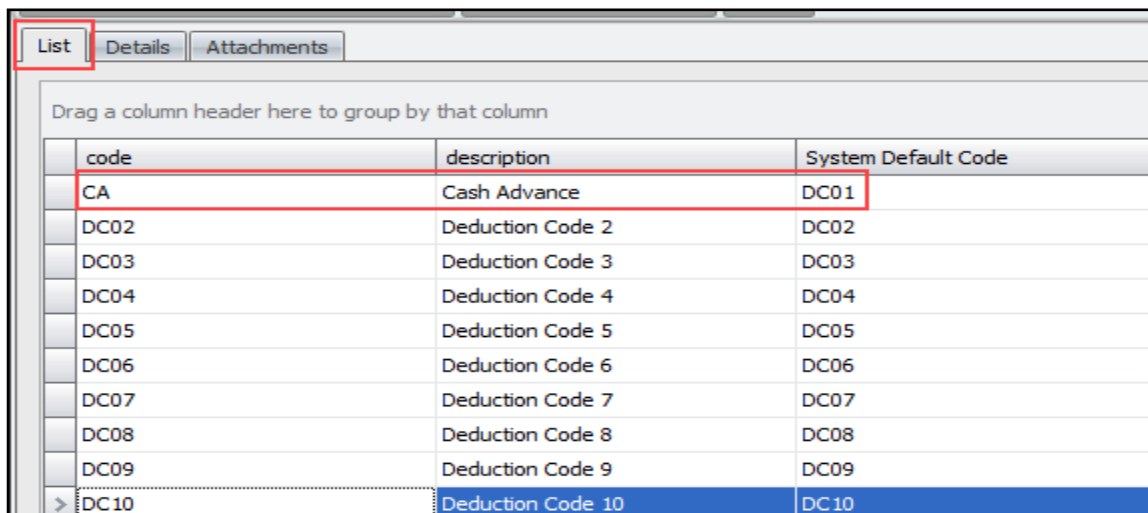 List Details Attachments
Drag a column header here to group by that column
code description System Default Code
CA Cash Advance DC01
DC02 Deduction Code 2 DC02
DC03 Deduction Code 3 DC03
DC04 Deduction Code 4 DC04
DC05 Deduction Code 5 DC05
DC06 Deduction Code 6 DC06
DC07 Deduction Code 7 DC07
DC08 Deduction Code 8 DC08
DC09 Deduction Code 9 DC09
DC10 Deduction Code 10 DC10